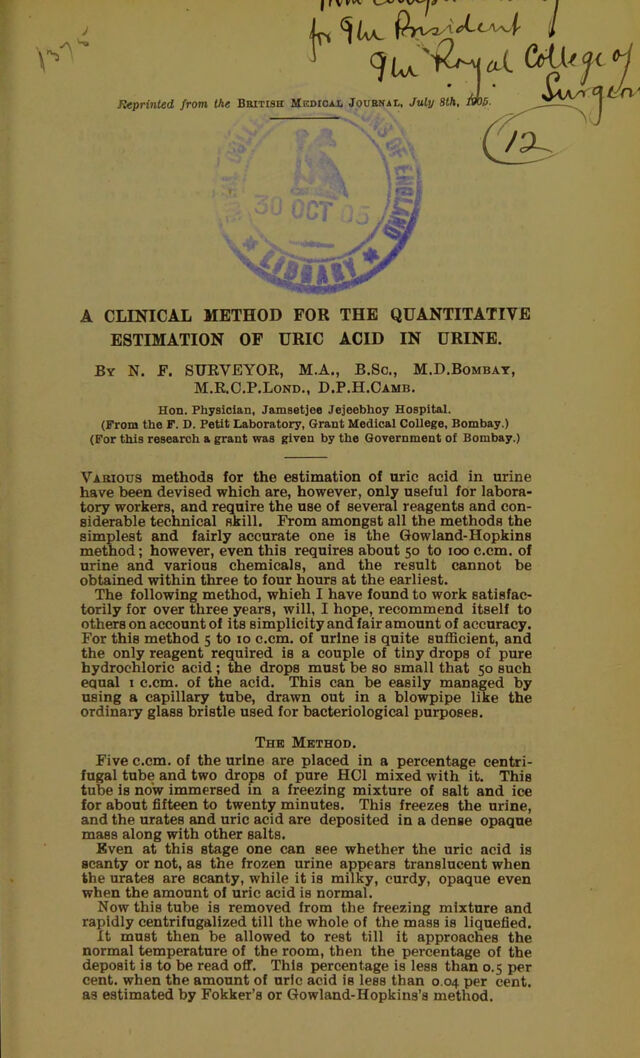 for The President
The Royal College of
Surgeons
Reprinted from the BRITISH MEDICAL JOURNAL, July 8th, 1905.
12
30 OCT 05
OF ENGLAND
* LIBRARY *
A CLINICAL METHOD FOR THE QUANTITATIVE
ESTIMATION OF URIC ACID IN URINE.
BY N. F. SURVEYOR, M.A., B.Sc., M.D.BOMBAY,
M.R.C.P.LOND., D.P.H.CAMB.
Hon. Physician, Jamsetjee Jejeebhoy Hospital.
(From the F. D. Petit Laboratory, Grant Medical College, Bombay.)
(For this research a grant was given by the Government of Bombay.)
VARIOUS methods for the estimation of uric acid in urine
have been devised which are, however, only useful for labora-
tory workers, and require the use of several reagents and con-
siderable technical skill. From amongst all the methods the
simplest and fairly accurate one is the Gowland-Hopkins
method; however, even this requires about 50 to 100 c.cm. of
urine and various chemicals, and the result cannot be
obtained within three to four hours at the earliest.
The following method, which I have found to work satisfac-
torily for over three years, will, I hope, recommend itself to
others on account of its simplicity and fair amount of accuracy.
For this method 5 to 10 c.cm. of urine is quite sufficient, and
the only reagent required is a couple of tiny drops of pure
hydrochloric acid; the drops must be so small that 50 such
equal 1 c.cm. of the acid. This can be easily managed by
using a capillary tube, drawn out in a blowpipe like the
ordinary glass bristle used for bacteriological purposes.
THE METHOD.
Five c.cm. of the urine are placed in a percentage centri-
fugal tube and two drops of pure HCl mixed with it. This
tube is now immersed in a freezing mixture of salt and ice
for about fifteen to twenty minutes. This freezes the urine,
and the urates and uric acid are deposited in a dense opaque
mass along with other salts.
Even at this stage one can see whether the uric acid is
scanty or not, as the frozen urine appears translucent when
the urates are scanty, while it is milky, curdy, opaque even
when the amount of uric acid is normal.
Now this tube is removed from the freezing mixture and
rapidly centrifugalized till the whole of the mass is liquefied.
It must then be allowed to rest till it approaches the
normal temperature of the room, then the percentage of the
deposit is to be read off. This percentage is less than 0.5 per
cent. when the amount of uric acid is less than 0.04 per cent.
as estimated by Fokker's or Gowland-Hopkins's method.